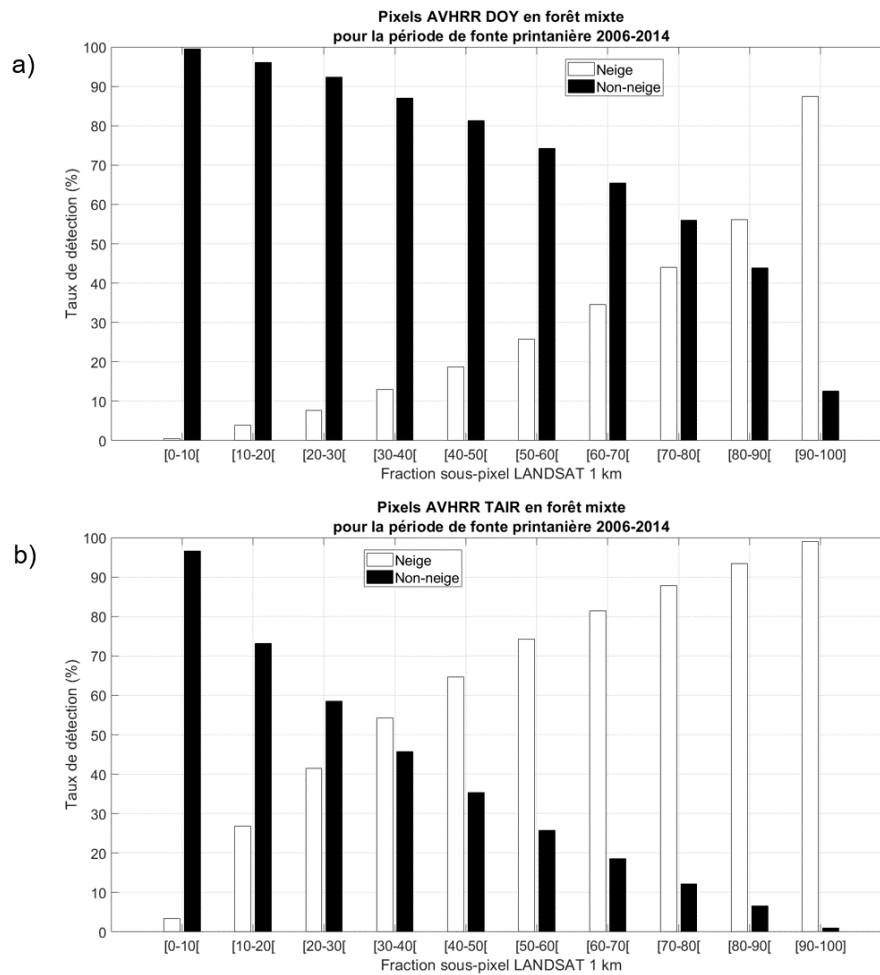 a)
Pixels AVHRR DOY en forêt mixte
pour la période de fonte printanière 2006-2014
Neige
Non-neige
Taux de détection (%)
100
90
80
70
60
50
40
30
20
10
0
[0-10[ [10-20[ [20-30[ [30-40[ [40-50[ [50-60[ [60-70[ [70-80[ [80-90[ [90-100]
Fraction sous-pixel LANDSAT 1 km
b)
Pixels AVHRR TAIR en forêt mixte
pour la période de fonte printanière 2006-2014
Neige
Non-neige
Taux de détection (%)
100
90
80
70
60
50
40
30
20
10
0
[0-10[ [10-20[ [20-30[ [30-40[ [40-50[ [50-60[ [60-70[ [70-80[ [80-90[ [90-100]
Fraction sous-pixel LANDSAT 1 km